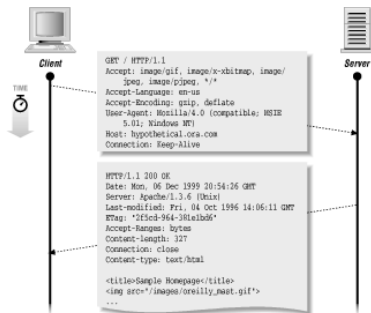 Client
Server
TIME
GET / HTTP/1.1
Accept: image/gif, image/x-xbitmap, image/
jpeg, image/pjpeg, */*
Accept-Language: en-us
Accept-Encoding: gzip, deflate
User-Agent: Mozilla/4.0 (compatible; MSIE
5.01; Windows NT)
Host: hypothetical.ora.com
Connection: Keep-Alive
HTTP/1.1 200 OK
Date: Mon, 06 Dec 1999 20:54:26 GMT
Server: Apache/1.3.6 (Unix)
Last-modified: Fri, 04 Oct 1996 14:06:11 GMT
ETag: "2f5cd-964-381e1bd6"
Accept-Ranges: bytes
Content-length: 327
Connection: close
Content-type: text/html
<title>Sample Homepage</title>
<img src="/images/oreilly_mast.gif">
...